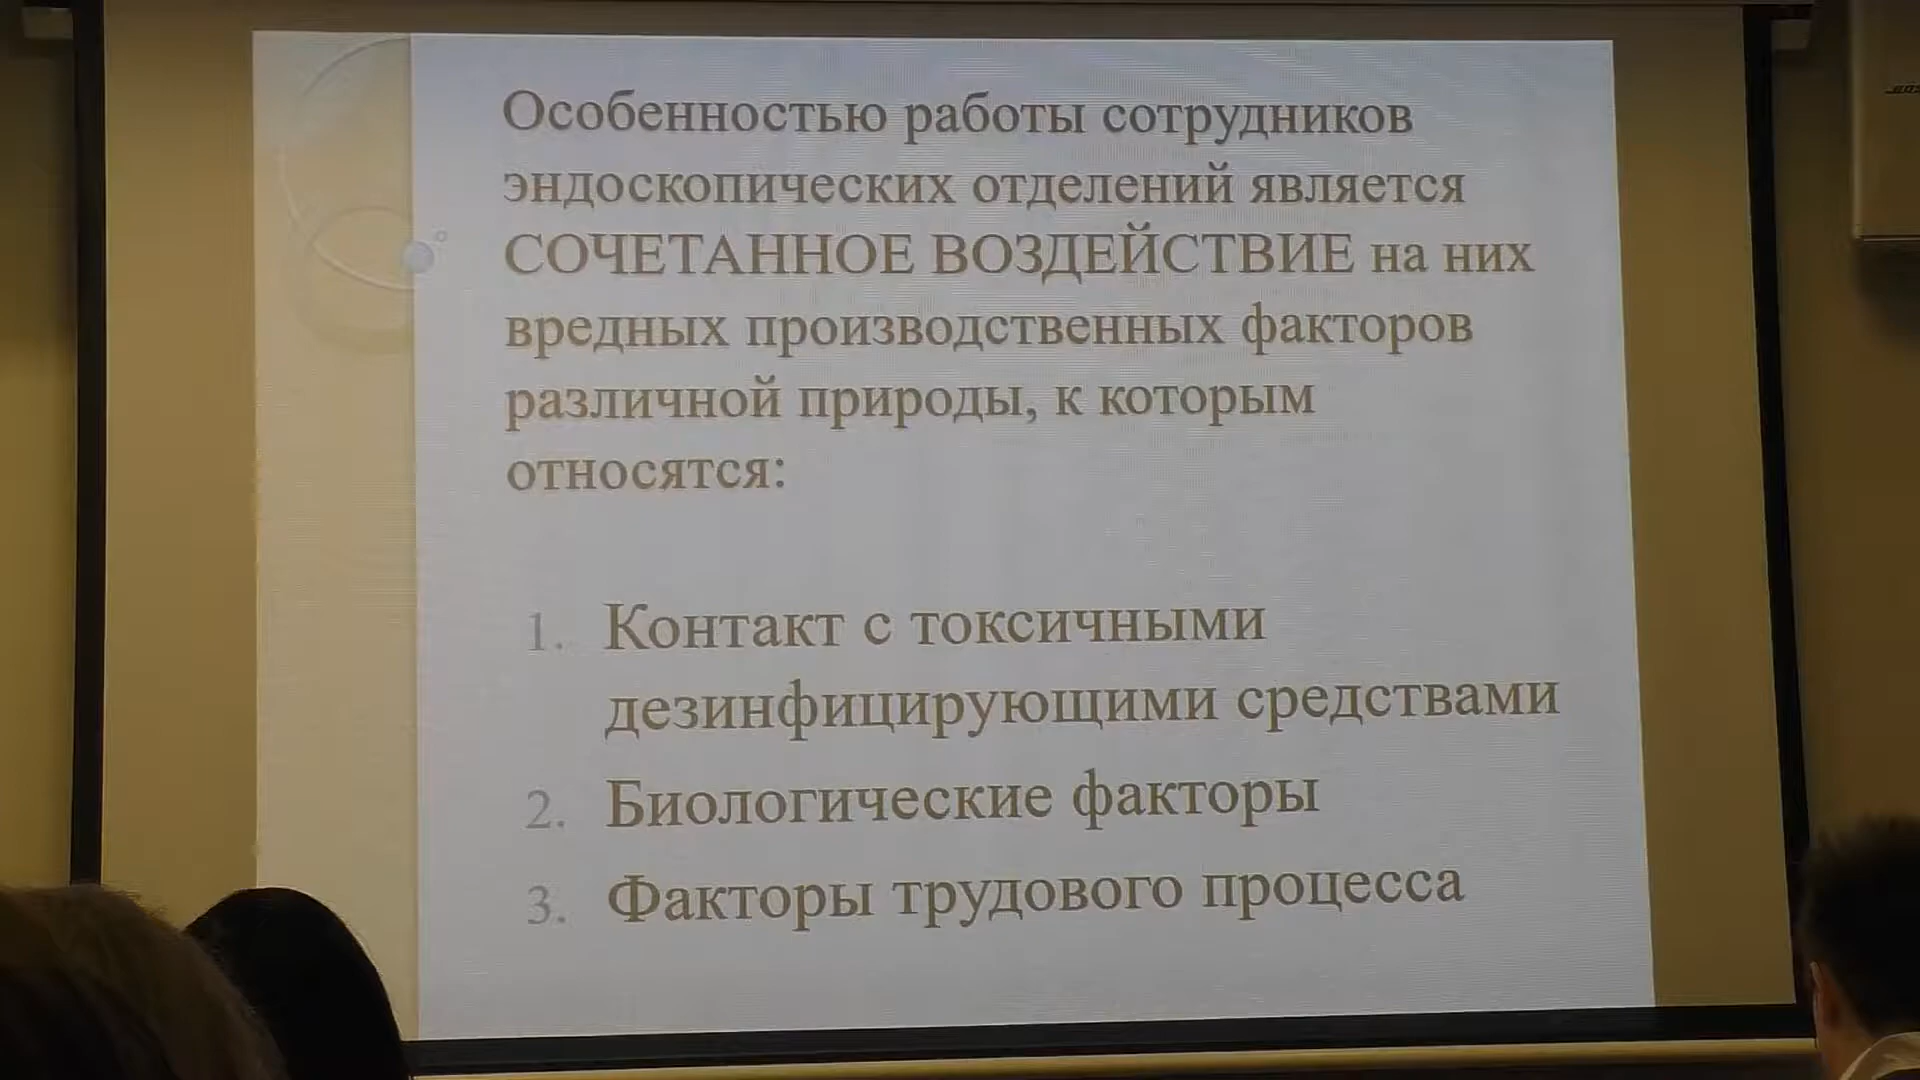 Особенностью работы сотрудников
эндоскопических отделений является
СОЧЕТАННОЕ ВОЗДЕЙСТВИЕ на них
вредных производственных факторов
различной природы, к которым
относятся:
1. Контакт с токсичными
дезинфицирующими средствами
2. Биологические факторы
3. Факторы трудового процесса